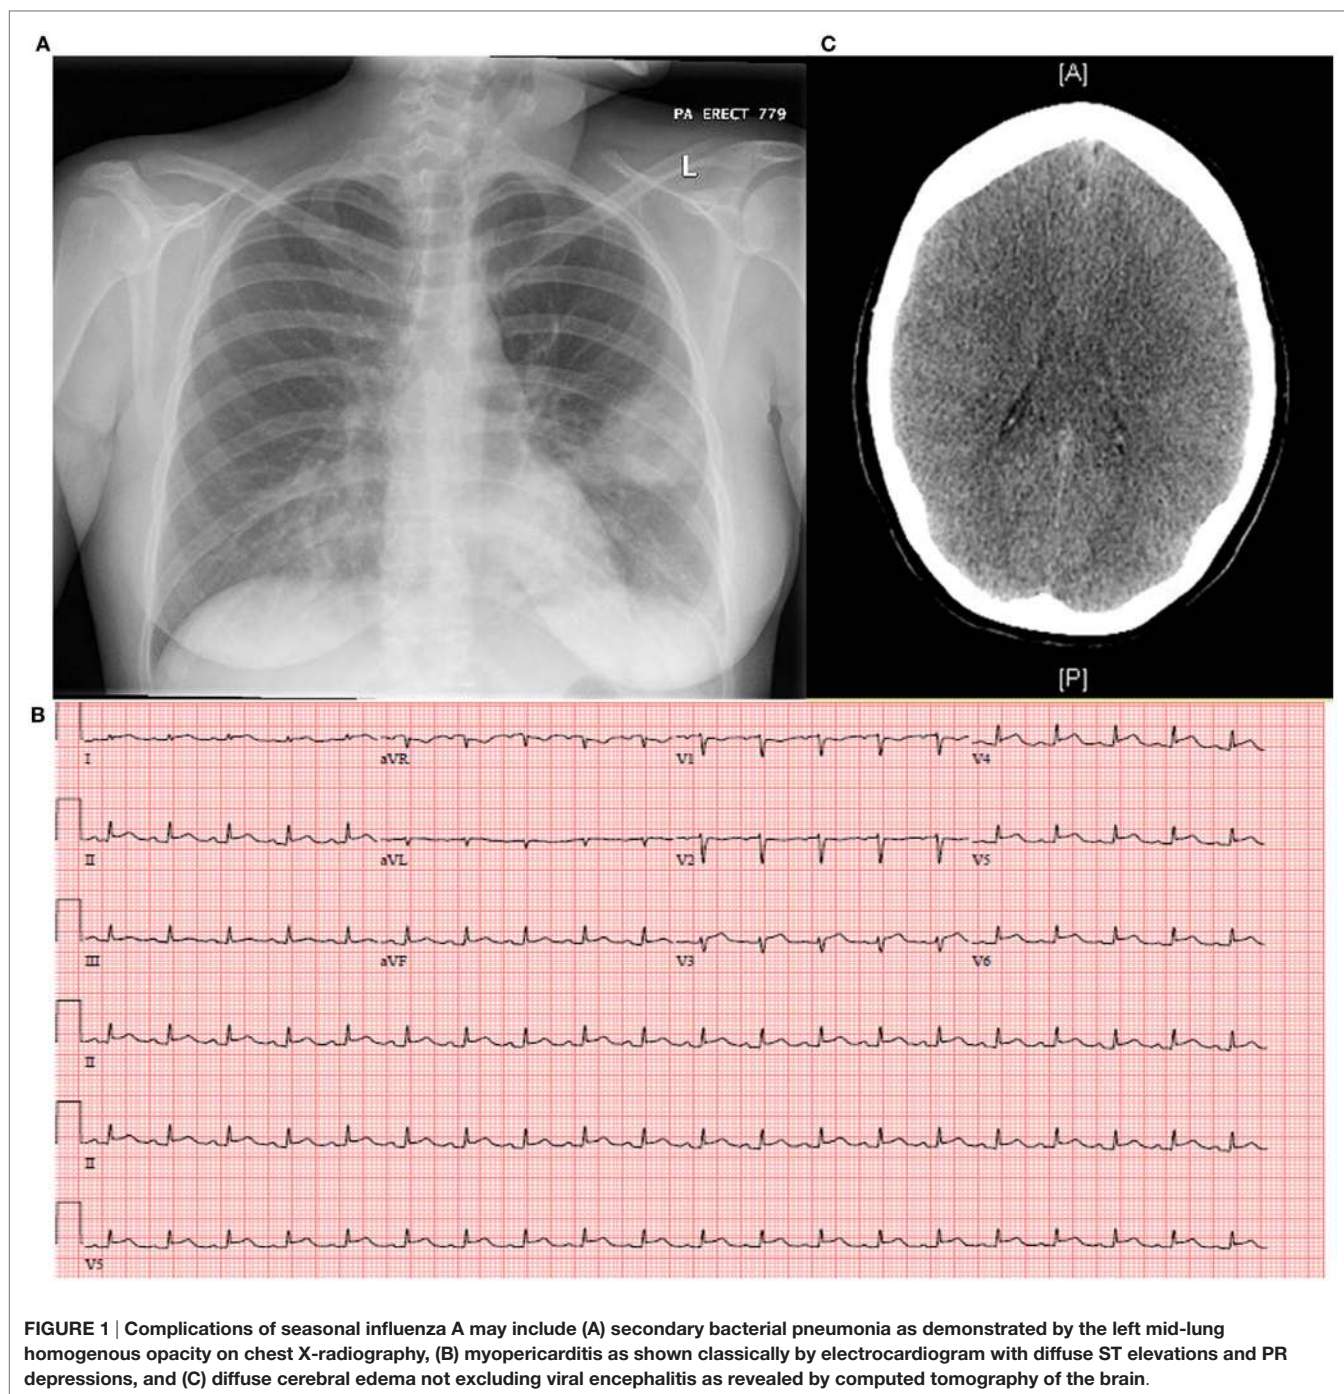 A
C
PA ERECT 779
L
[A]
[P]
B
I
aVR
V1
V4
II
aVL
V2
V5
III
aVF
V3
V6
II
II
V5
FIGURE 1 | Complications of seasonal influenza A may include (A) secondary bacterial pneumonia as demonstrated by the left mid-lung
homogenous opacity on chest X-radiography, (B) myopericarditis as shown classically by electrocardiogram with diffuse ST elevations and PR
depressions, and (C) diffuse cerebral edema not excluding viral encephalitis as revealed by computed tomography of the brain.